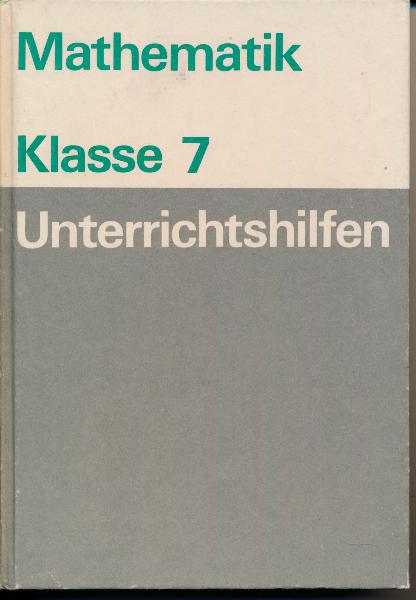 Mathematik
Klasse 7
Unterrichtshilfen